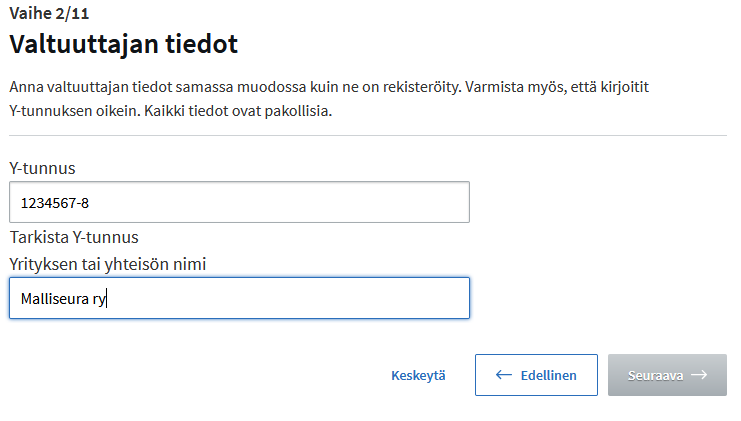 Vaihe 2/11
Valtuuttajan tiedot
Anna valtuuttajan tiedot samassa muodossa kuin ne on rekisteröity. Varmista myös, että kirjoitit
Y-tunnuksen oikein. Kaikki tiedot ovat pakollisia.
Y-tunnus
1234567-8
Tarkista Y-tunnus
Yrityksen tai yhteisön nimi
Malliseura ry
Keskeytä
← Edellinen
Seuraava →